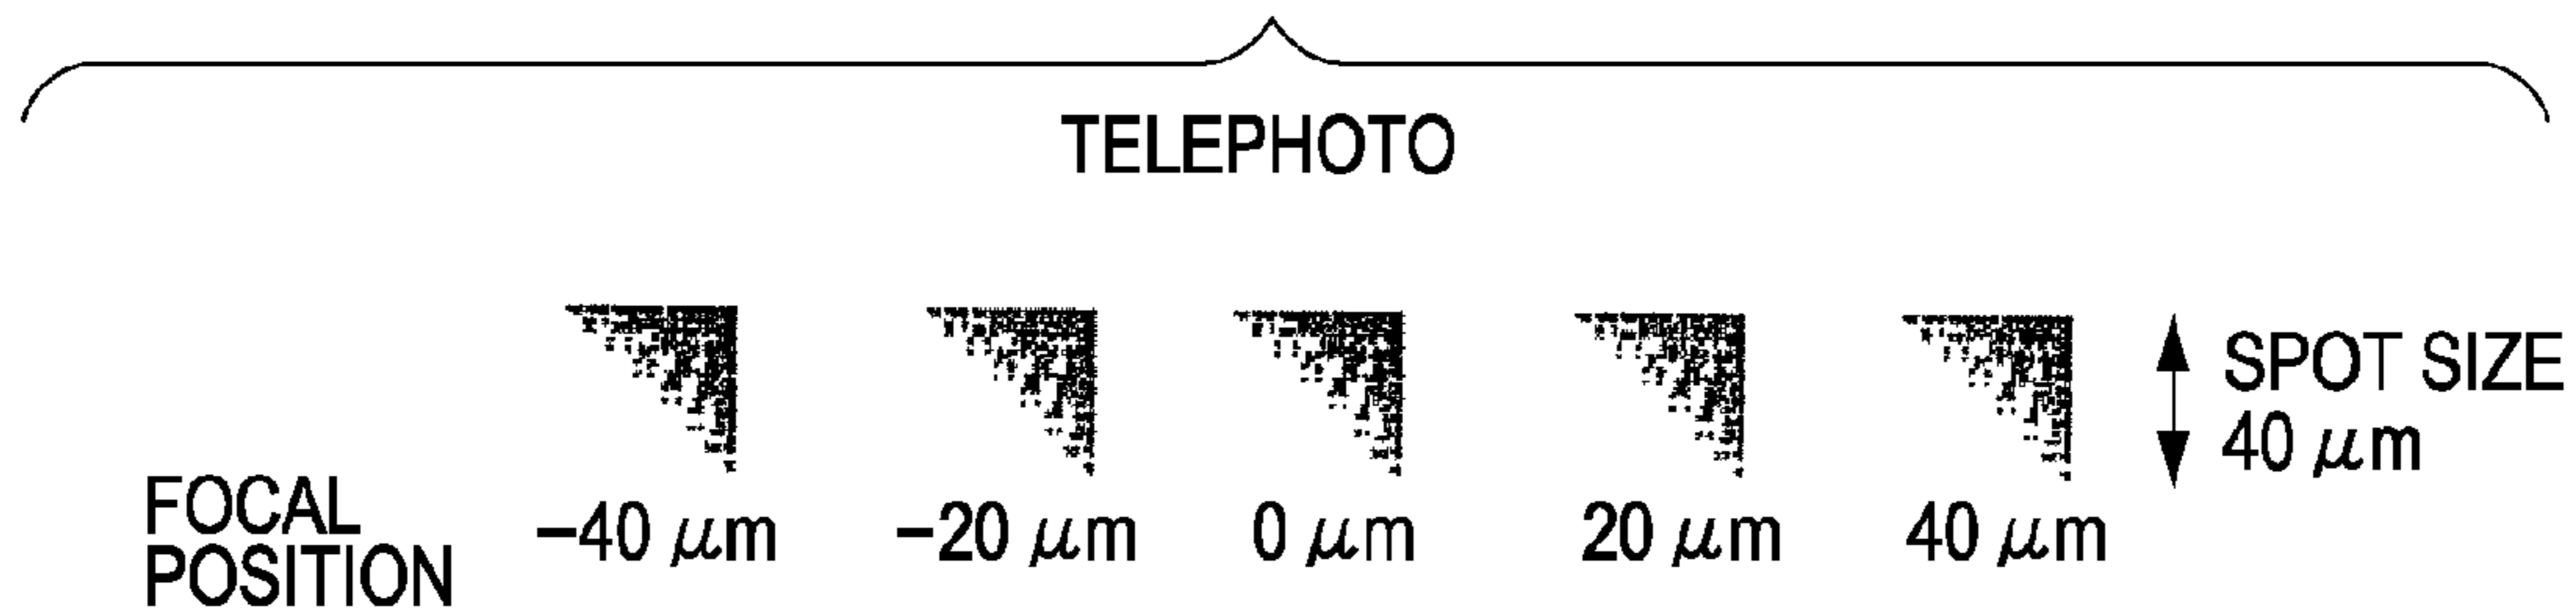 TELEPHOTO
SPOT SIZE
40 μm
FOCAL
POSITION
−40 μm −20 μm 0 μm 20 μm 40 μm